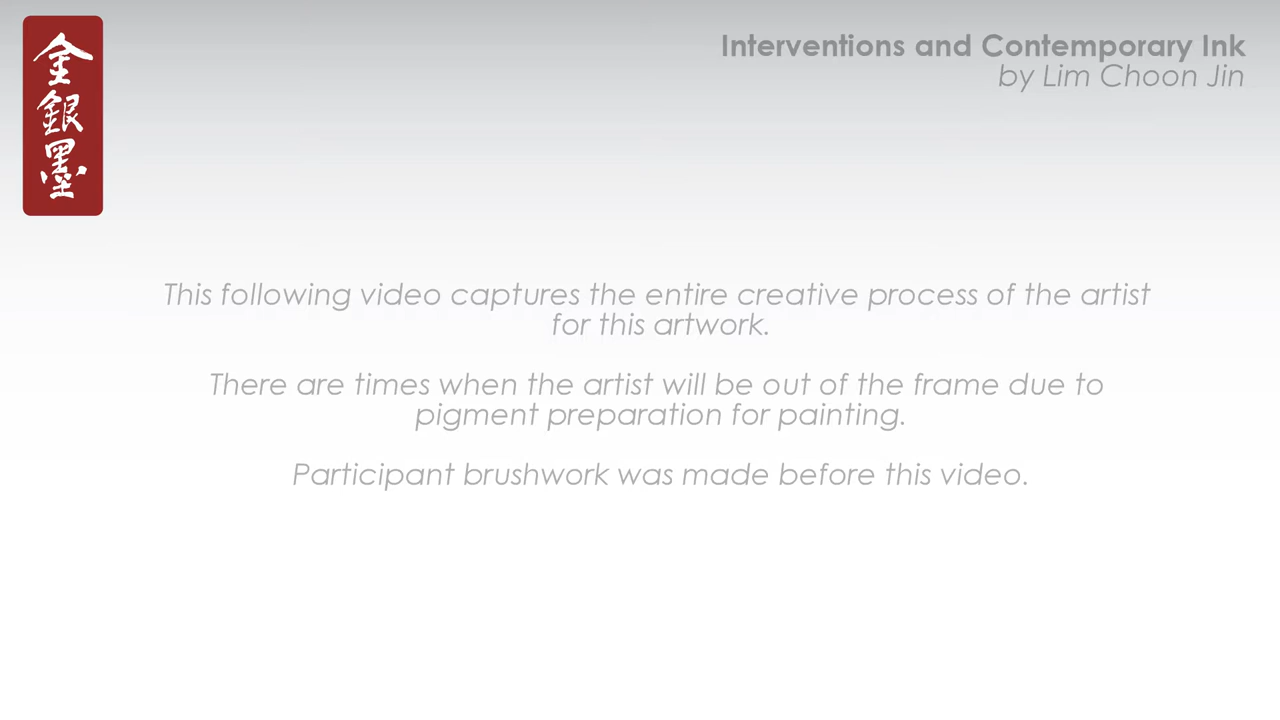 金銀墨
Interventions and Contemporary Ink
by Lim Choon Jin
This following video captures the entire creative process of the artist
for this artwork.
There are times when the artist will be out of the frame due to
pigment preparation for painting.
Participant brushwork was made before this video.